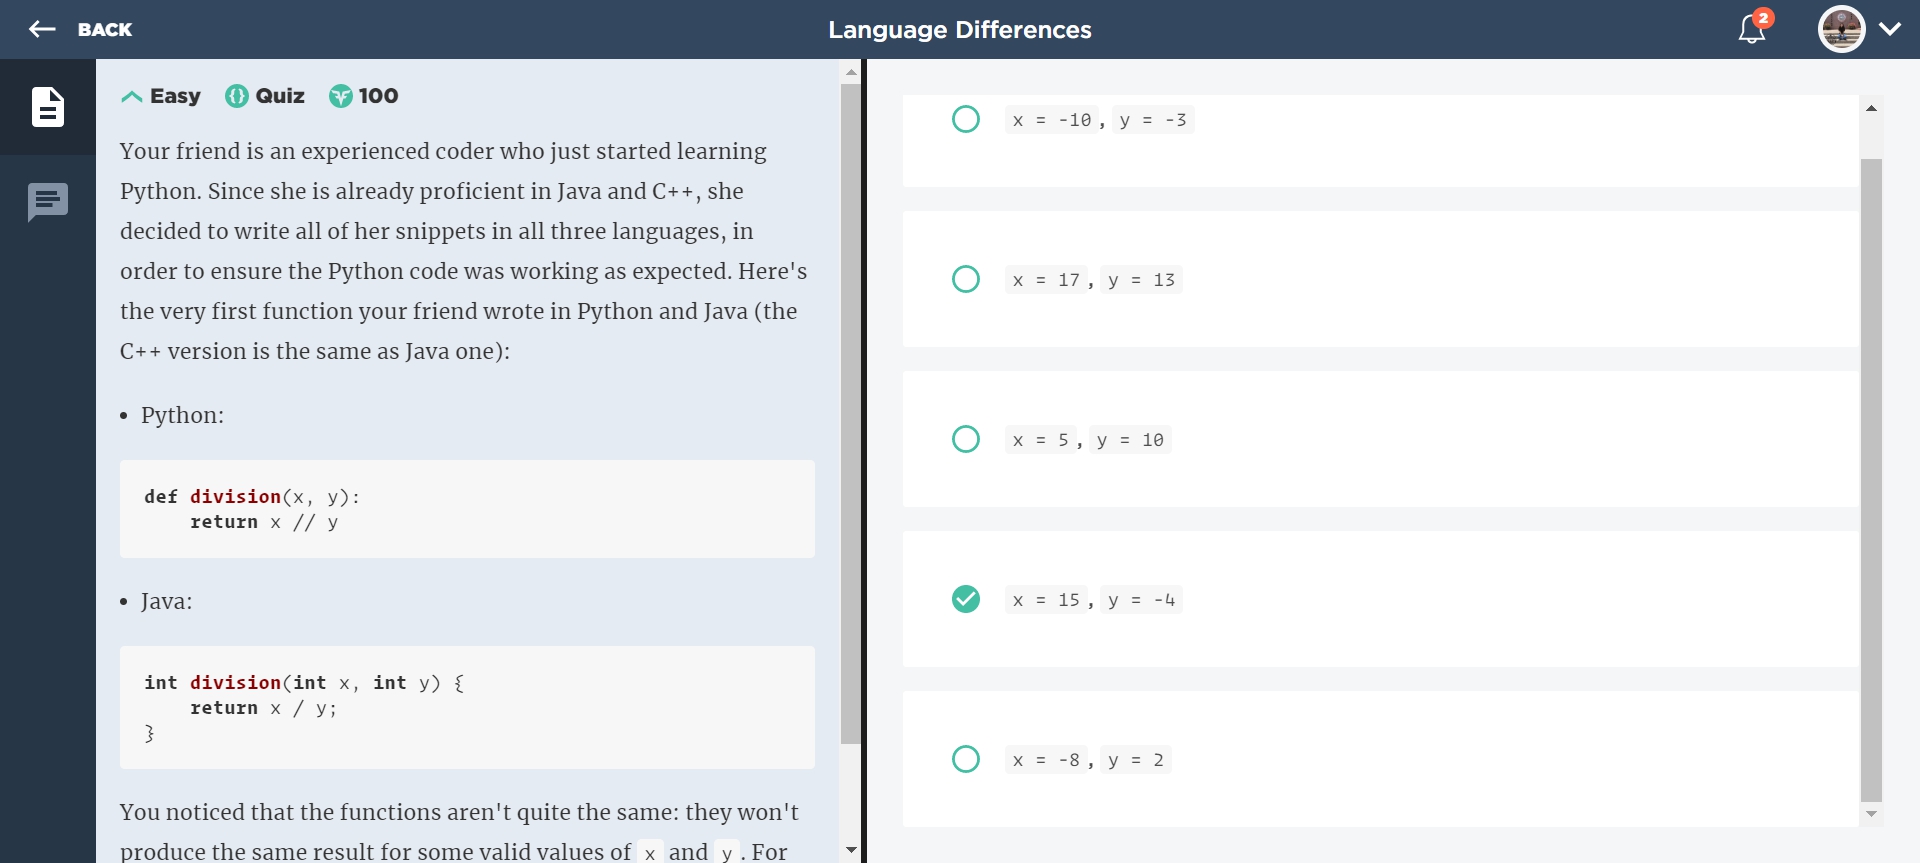 BACK
Language Differences
2
Easy Quiz 100
Your friend is an experienced coder who just started learning
Python. Since she is already proficient in Java and C++, she
decided to write all of her snippets in all three languages, in
order to ensure the Python code was working as expected. Here's
the very first function your friend wrote in Python and Java (the
C++ version is the same as Java one):
• Python:
def division(x, y):
    return x // y
• Java:
int division(int x, int y) {
    return x / y;
}
You noticed that the functions aren't quite the same: they won't
produce the same result for some valid values of x and y. For
x = -10, y = -3
x = 17, y = 13
x = 5, y = 10
x = 15, y = -4
x = -8, y = 2